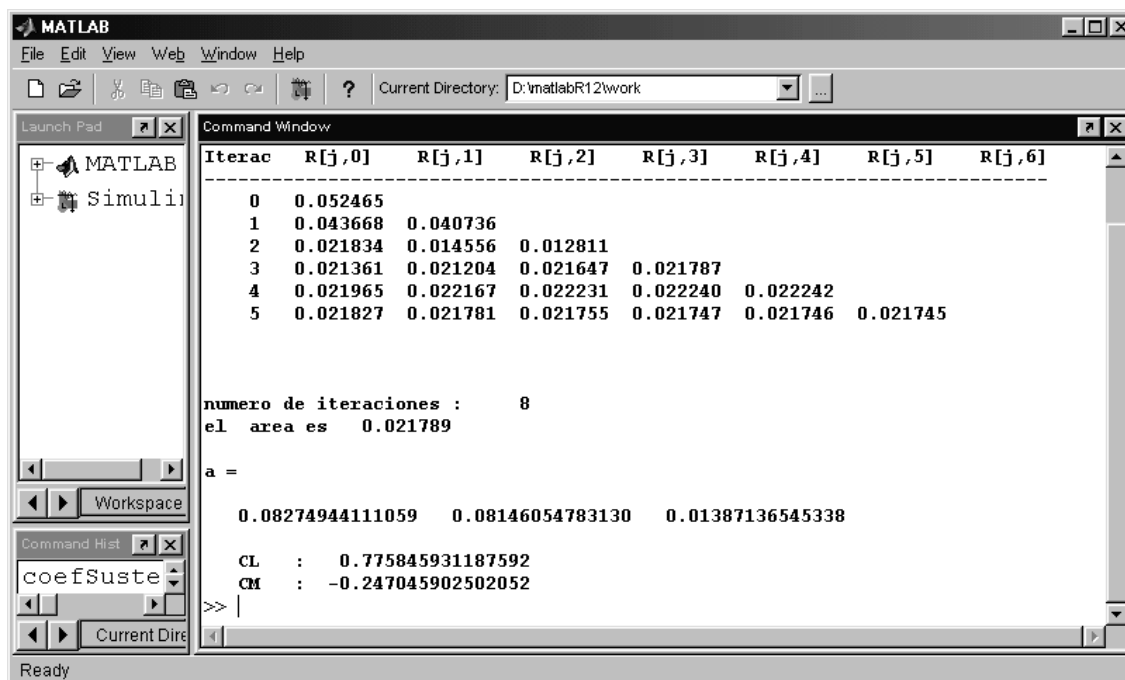 MATLAB
File Edit View Web Window Help
? Current Directory: D:\matlabR12\work ...
Launch Pad
MATLAB
Workspace
Command Hist
coefSuste
Current Dire
Command Window
Iterac R[j,0] R[j,1] R[j,2] R[j,3] R[j,4] R[j,5] R[j,6]
--------------------------------------------------------------------------
0 0.052465
1 0.043668 0.040736
2 0.021834 0.014556 0.012811
3 0.021361 0.021204 0.021647 0.021787
4 0.021965 0.022167 0.022231 0.022240 0.022242
5 0.021827 0.021781 0.021755 0.021747 0.021746 0.021745
numero de iteraciones : 8
el area es 0.021789
a =
0.08274944111059 0.08146054783130 0.01387136545338
CL : 0.775845931187592
CM : -0.247045902502052
>>
Ready